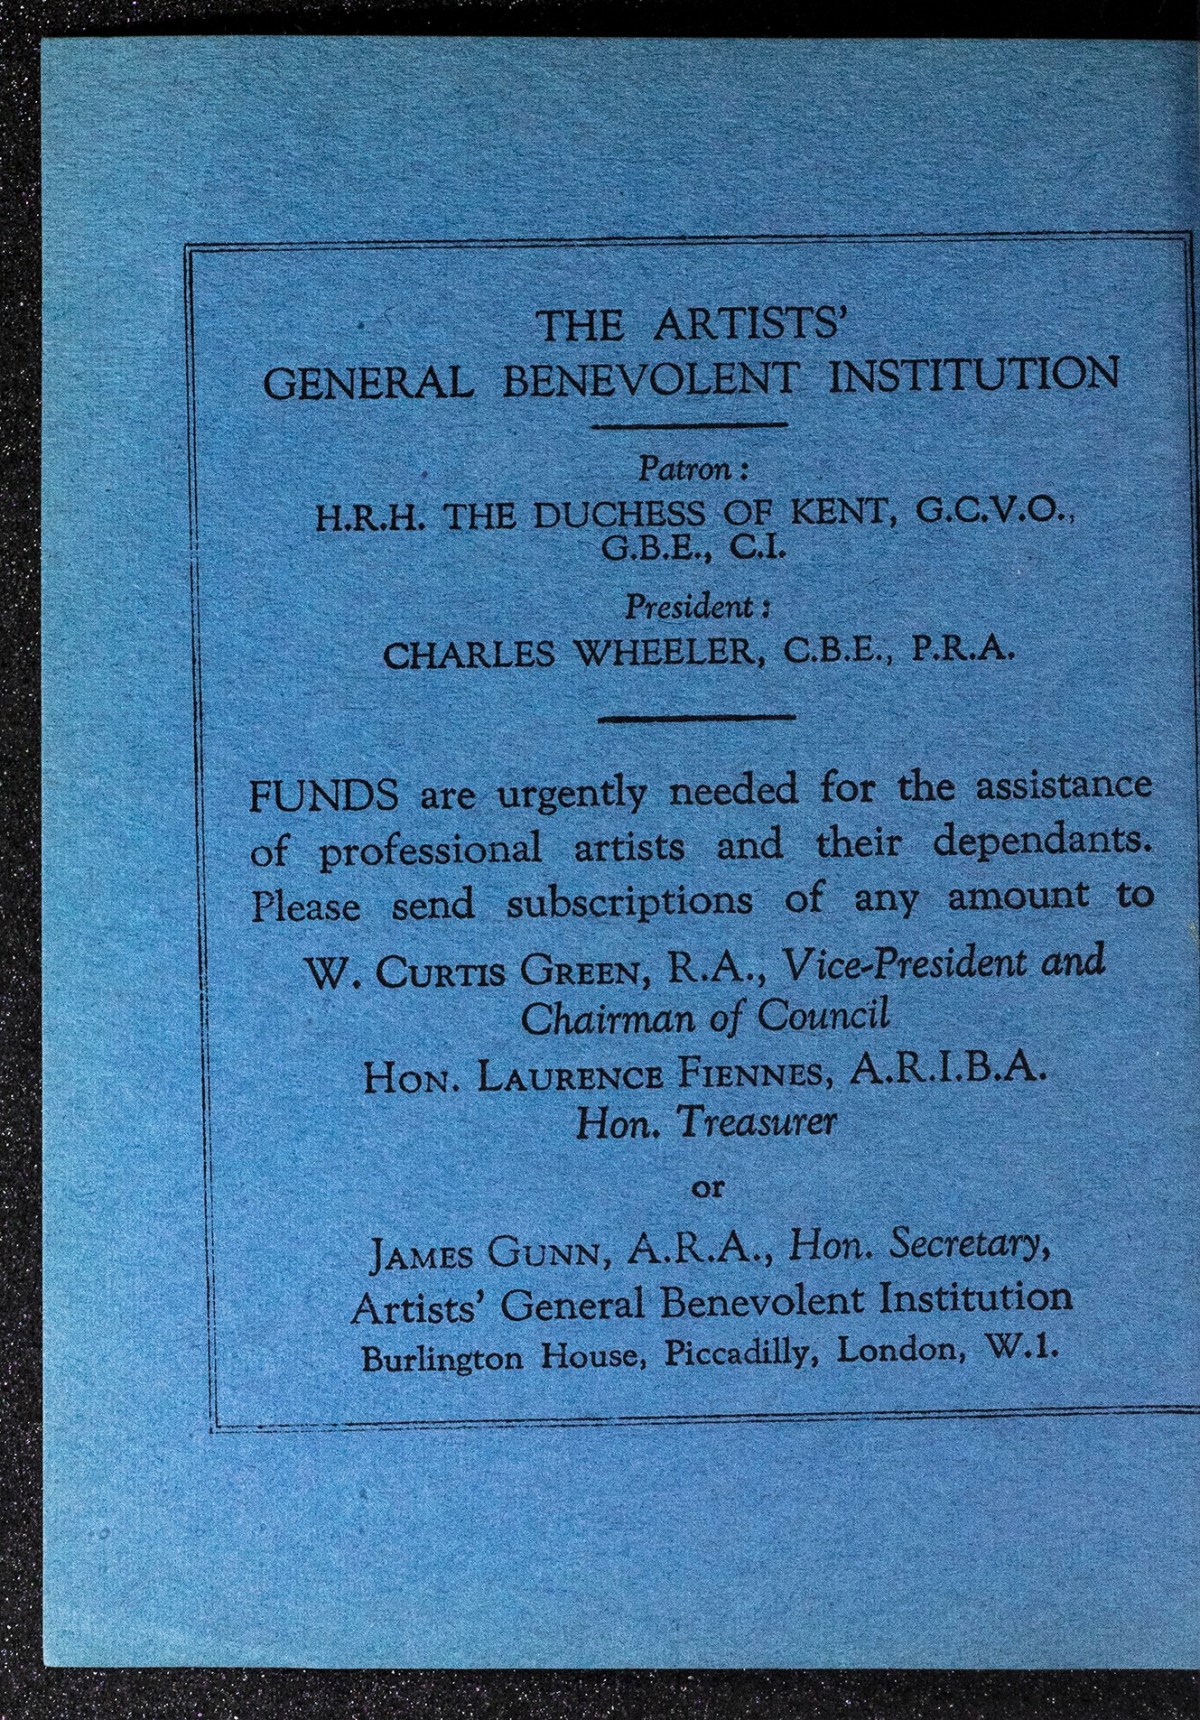 THE ARTISTS'
GENERAL BENEVOLENT INSTITUTION
Patron :
H.R.H. THE DUCHESS OF KENT, G.C.V.O.,
G.B.E., C.I.
President :
CHARLES WHEELER, C.B.E., P.R.A.
FUNDS are urgently needed for the assistance
of professional artists and their dependants.
Please send subscriptions of any amount to
W. CURTIS GREEN, R.A., Vice-President and
Chairman of Council
HON. LAURENCE FIENNES, A.R.I.B.A.
Hon. Treasurer
or
JAMES GUNN, A.R.A., Hon. Secretary,
Artists' General Benevolent Institution
Burlington House, Piccadilly, London, W.1.